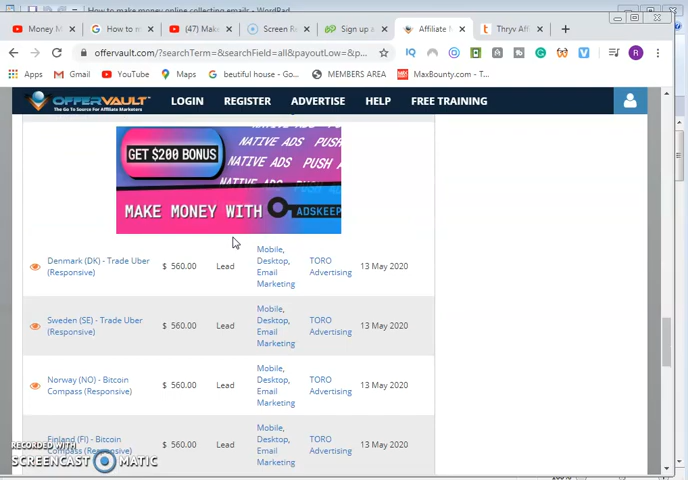 How to make money online collecting emails - WordPad
Money M
How to m
(47) Mak
Screen Re
Sign up a
Affiliate M
Thryv Aff
offervault.com/?searchTerm=&searchField=all&payoutLow=&p
Apps
Gmail
YouTube
Maps
beutiful house - Go...
MEMBERS AREA
MaxBounty.com - T...
OFFERVAULT
The Go To Source For Affiliate Marketers
LOGIN
REGISTER
ADVERTISE
HELP
FREE TRAINING
GET $200 BONUS
NATIVE ADS
NATIVE ADS PUSH A
NATIVE ADS PUSH
MAKE MONEY WITH
ADSKEEP
Denmark (DK) - Trade Uber
(Responsive)
$ 560.00
Lead
Mobile,
Desktop,
Email
Marketing
TORO
Advertising
13 May 2020
Sweden (SE) - Trade Uber
(Responsive)
$ 560.00
Lead
Mobile,
Desktop,
Email
Marketing
TORO
Advertising
13 May 2020
Norway (NO) - Bitcoin
Compass (Responsive)
$ 560.00
Lead
Mobile,
Desktop,
Email
Marketing
TORO
Advertising
13 May 2020
Finland (FI) - Bitcoin
Compass (Responsive)
$ 560.00
Lead
Mobile,
Desktop,
Email
Marketing
TORO
Advertising
13 May 2020
RECORDED WITH
SCREENCAST MATIC
100%